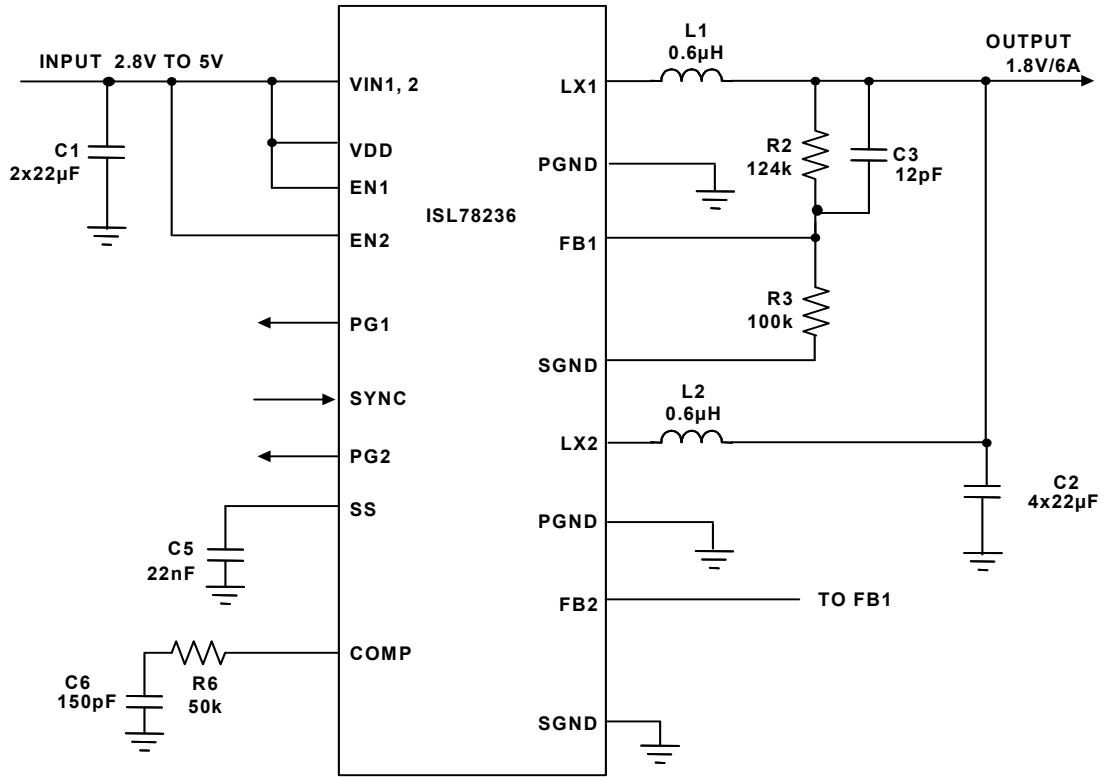 INPUT 2.8V TO 5V
C1
2x22µF
VIN1, 2
VDD
EN1
EN2
PG1
SYNC
PG2
SS
C5
22nF
COMP
C6
150pF
R6
50k
ISL78236
LX1
PGND
FB1
SGND
LX2
PGND
FB2
SGND
L1
0.6µH
OUTPUT
1.8V/6A
R2
124k
C3
12pF
R3
100k
L2
0.6µH
C2
4x22µF
TO FB1